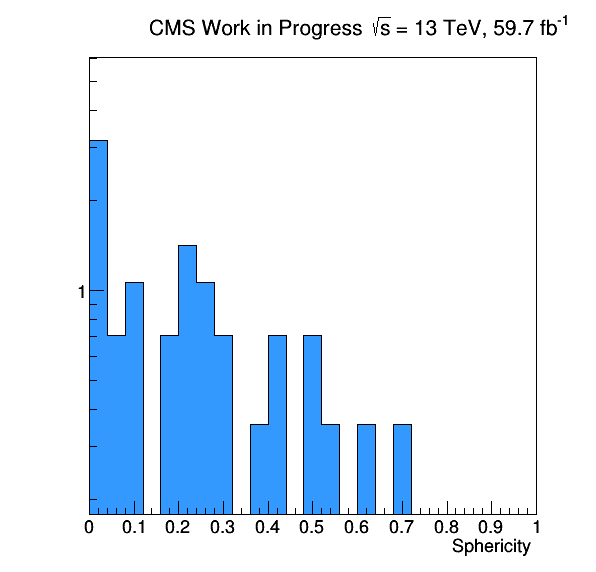 CMS Work in Progress √s = 13 TeV, 59.7 fb⁻¹
1
0 0.1 0.2 0.3 0.4 0.5 0.6 0.7 0.8 0.9 1
Sphericity